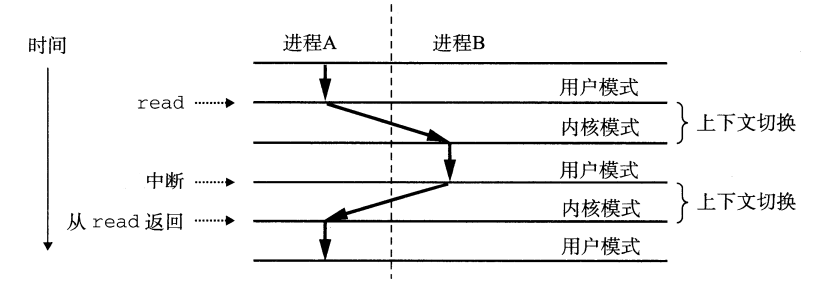 时间
进程A
进程B
用户模式
read
内核模式
上下文切换
用户模式
中断
内核模式
上下文切换
从 read 返回
用户模式